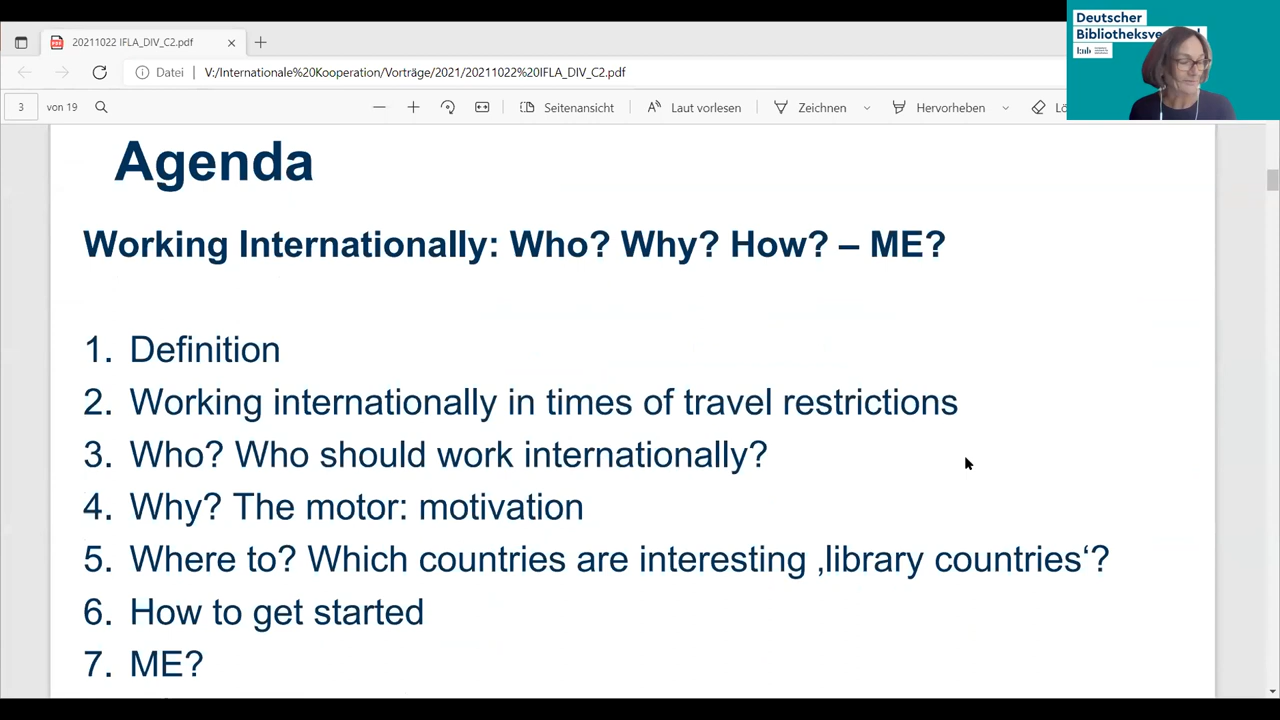 20211022 IFLA_DIV_C2.pdf
Datei V:/Internationale%20Kooperation/Vorträge/2021/20211022%20IFLA_DIV_C2.pdf
3 von 19 Seitenansicht Laut vorlesen Zeichnen Hervorheben
Deutscher
Agenda
Working Internationally: Who? Why? How? – ME?
1. Definition
2. Working internationally in times of travel restrictions
3. Who? Who should work internationally?
4. Why? The motor: motivation
5. Where to? Which countries are interesting ‚library countries‘?
6. How to get started
7. ME?